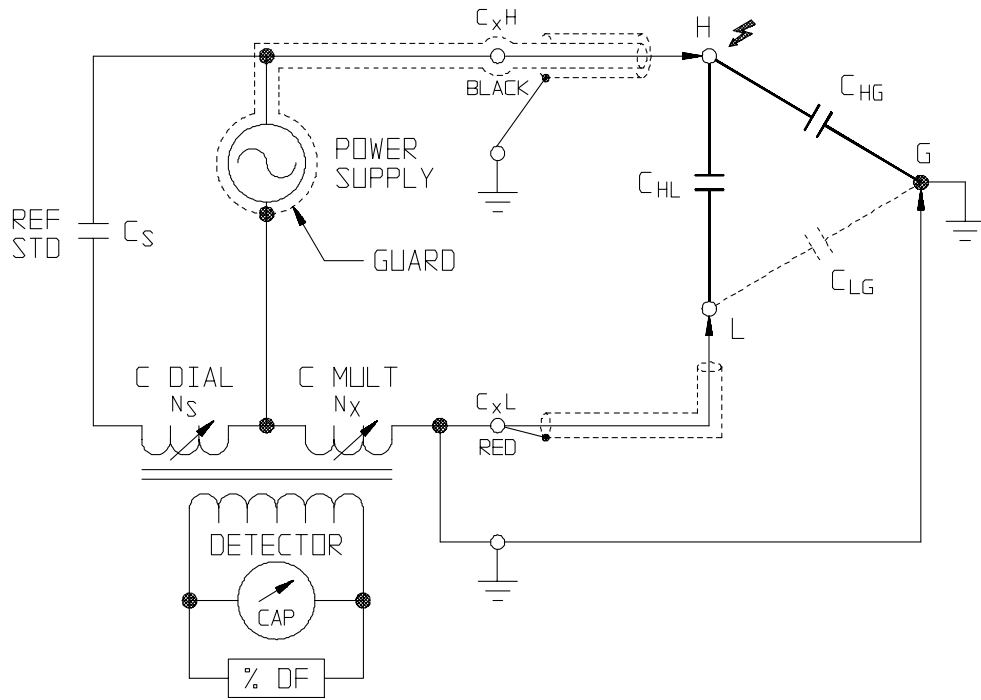 CxH
H
BLACK
CHG
G
POWER
SUPPLY
CHL
REF
STD
CS
GUARD
CLG
L
C DIAL
NS
C MULT
NX
CxL
RED
DETECTOR
CAP
% DF